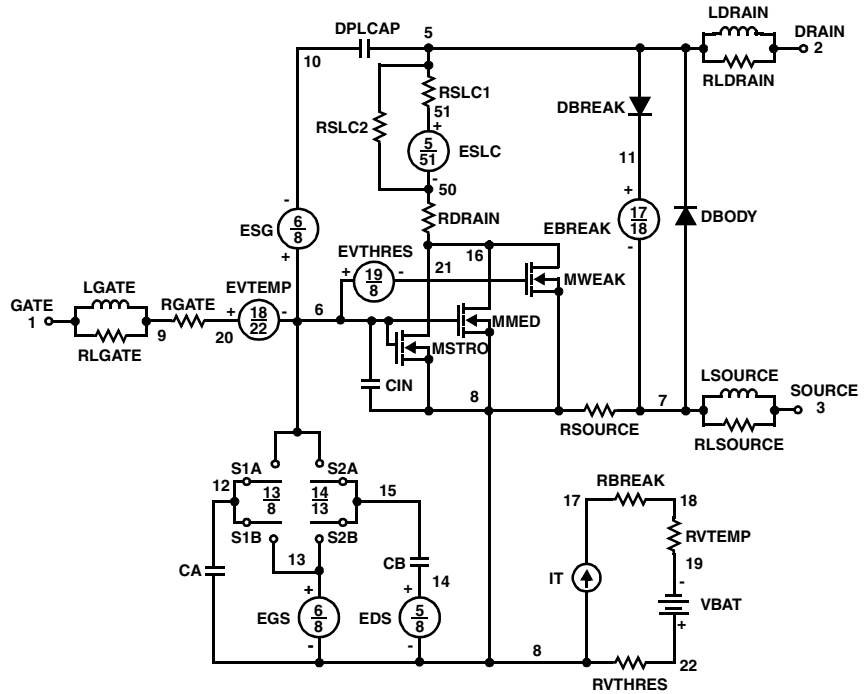 LDRAIN
DPLCAP 5 DRAIN
10 2
RLDRAIN
RSLC1
51
DBREAK
RSLC2
+
5
51
ESLC
-
50
11
-
RDRAIN
+
17
18
EBREAK
-
DBODY
ESG
6
8
+
EVTHRES
16
+ 19 - 21
8
MWEAK
LGATE EVTEMP
GATE RGATE + 18 - 6
1 22
MMED
9 20
RLGATE
MSTRO
CIN
LSOURCE
8 7 SOURCE
3
RSOURCE
RLSOURCE
S1A S2A
12 13
8
14
13
15
S1B S2B
13
CA
CB
+ + 14
EGS 6
8
EDS 5
8
- -
RBREAK
17 18
RVTEMP
19
IT
-
VBAT
+
8 22
RVTHRES